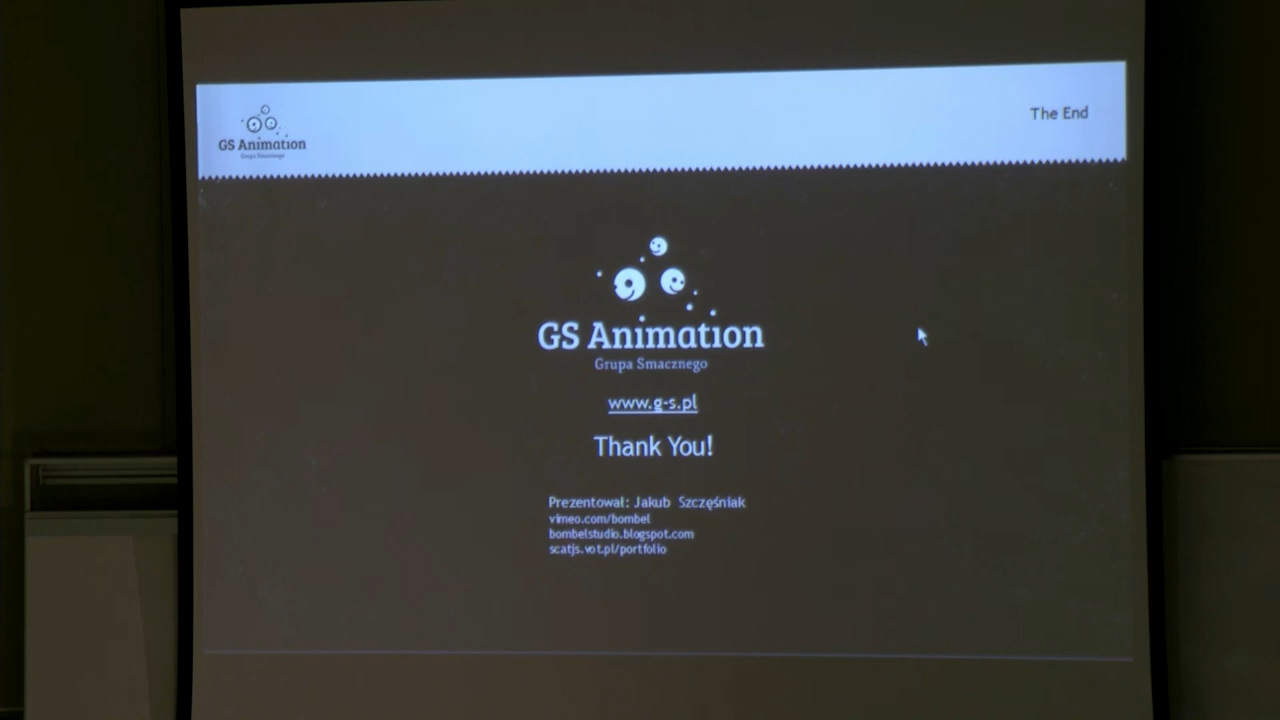 GS Animation
Grupa Smacznego
The End
GS Animation
Grupa Smacznego
www.g-s.pl
Thank You!
Prezentował: Jakub Szczęśniak
vimeo.com/bombel
bombelstudio.blogspot.com
scatjs.vot.pl/portfolio